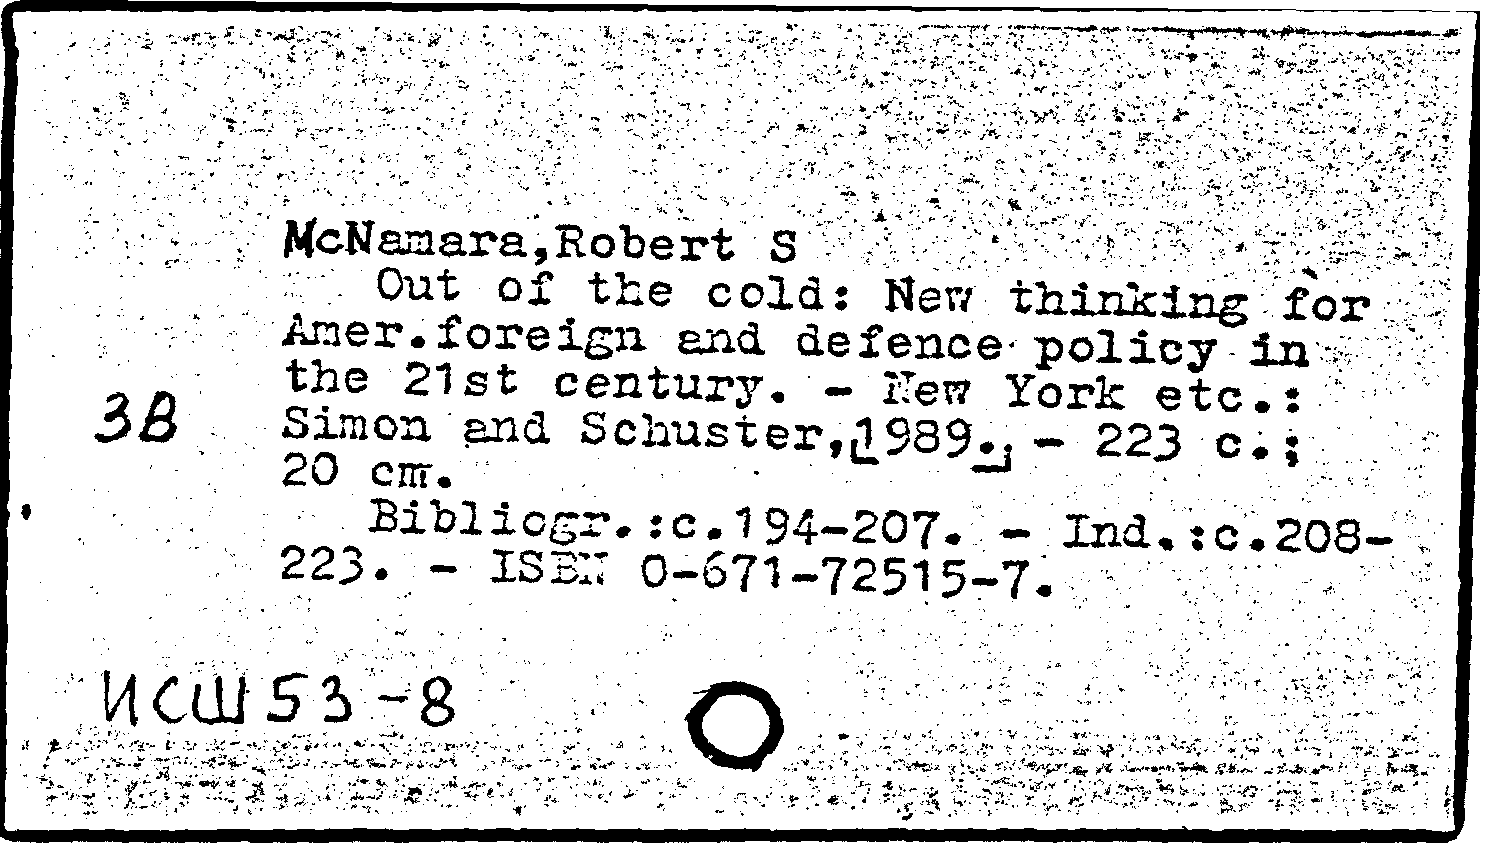 McNamara,Robert S
Out of the cold: New thinking for
Amer.foreign and defence policy in
the 21st century. - New York etc.:
3В
Simon and Schuster,[1989.] - 223 c.;
20 cm.
Bibliogr.:c.194-207. - Ind.:c.208-
223. - ISBN 0-671-72515-7.
ИСШ53-8